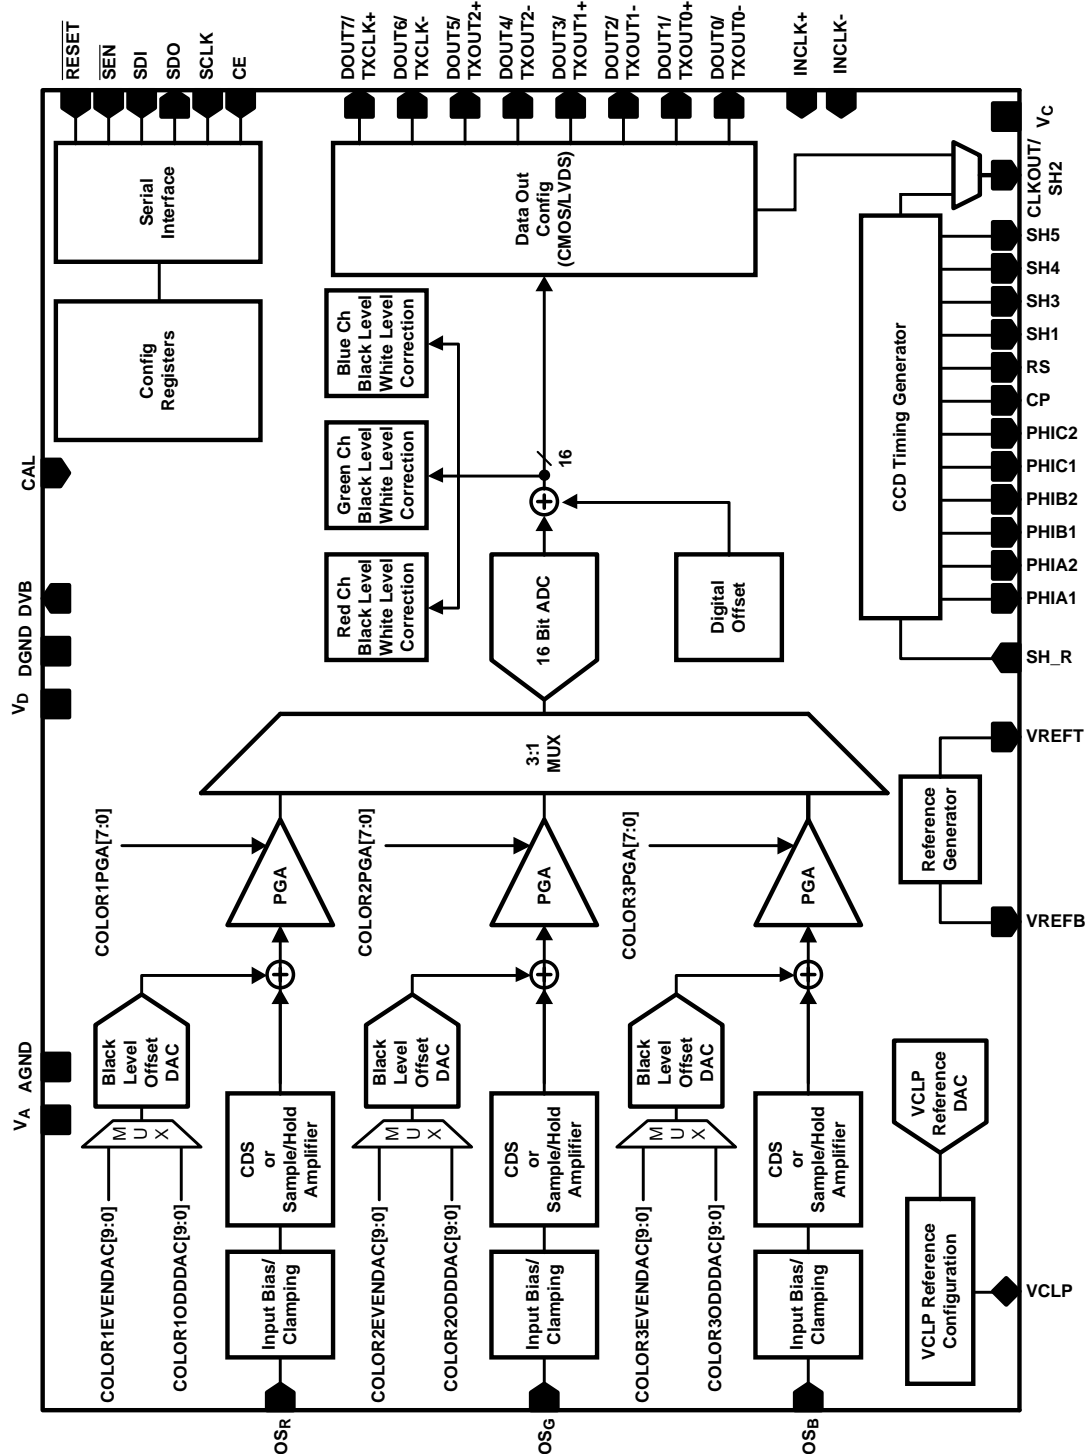 RESET
SEN
SDI
SDO
SCLK
CE
DOUT7/
TXCLK+
DOUT6/
TXCLK-
DOUT5/
TXOUT2+
DOUT4/
TXOUT2-
DOUT3/
TXOUT1+
DOUT2/
TXOUT1-
DOUT1/
TXOUT0+
DOUT0/
TXOUT0-
INCLK+
INCLK-
Serial
Interface
Config
Registers
Data Out
Config
(CMOS/LVDS)
VC
CLKOUT/
SH2
SH5
SH4
SH3
SH1
RS
CP
PHIC2
PHIC1
PHIB2
PHIB1
PHIA2
PHIA1
SH_R
CCD Timing Generator
CAL
DVB
DGND
VD
Blue Ch
Black Level
White Level
Correction
Green Ch
Black Level
White Level
Correction
Red Ch
Black Level
White Level
Correction
16
16 Bit ADC
Digital
Offset
3:1
MUX
VREFT
Reference
Generator
VREFB
COLOR1PGA[7:0]
PGA
COLOR2PGA[7:0]
PGA
COLOR3PGA[7:0]
PGA
AGND
VA
Black
Level
Offset
DAC
M
U
X
COLOR1EVENDAC[9:0]
COLOR1ODDDAC[9:0]
CDS
or
Sample/Hold
Amplifier
Input Bias/
Clamping
OSR
Black
Level
Offset
DAC
M
U
X
COLOR2EVENDAC[9:0]
COLOR2ODDDAC[9:0]
CDS
or
Sample/Hold
Amplifier
Input Bias/
Clamping
OSG
Black
Level
Offset
DAC
M
U
X
COLOR3EVENDAC[9:0]
COLOR3ODDDAC[9:0]
CDS
or
Sample/Hold
Amplifier
Input Bias/
Clamping
OSB
VCLP
Reference
DAC
VCLP Reference
Configuration
VCLP